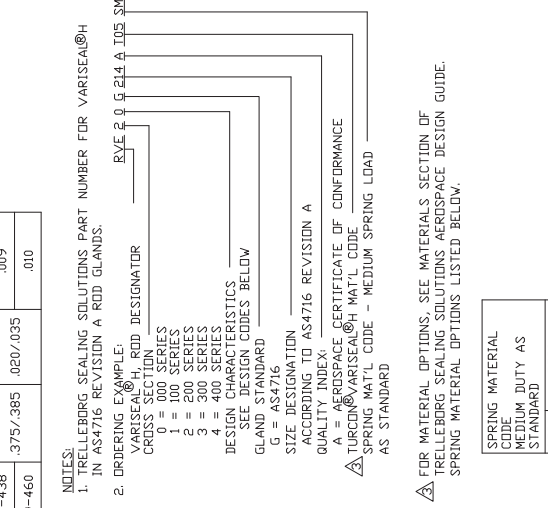 -438 .375/.385 .020/.035 .009
-460 .010
NOTES:
1. TRELLEBORG SEALING SOLUTIONS PART NUMBER FOR VARISEAL®H
IN AS4716 REVISION A ROD GLANDS.
2. ORDERING EXAMPLE: RVE 2 0 G 214 A T05 SM
VARISEAL® H, ROD DESIGNATOR
CROSS SECTION
0 = 000 SERIES
1 = 100 SERIES
2 = 200 SERIES
3 = 300 SERIES
4 = 400 SERIES
DESIGN CHARACTERISTICS
SEE DESIGN CODES BELOW
GLAND STANDARD
G = AS4716
SIZE DESIGNATION
ACCORDING TO AS4716 REVISION A
QUALITY INDEX:
A = AEROSPACE CERTIFICATE OF CONFORMANCE
3 TURCON®VARISEAL®H MAT'L CODE
SPRING MAT'L CODE - MEDIUM SPRING LOAD
AS STANDARD
3 FOR MATERIAL OPTIONS, SEE MATERIALS SECTION OF
TRELLEBORG SEALING SOLUTIONS AEROSPACE DESIGN GUIDE.
SPRING MATERIAL OPTIONS LISTED BELOW.
SPRING MATERIAL
CODE
MEDIUM DUTY AS
STANDARD